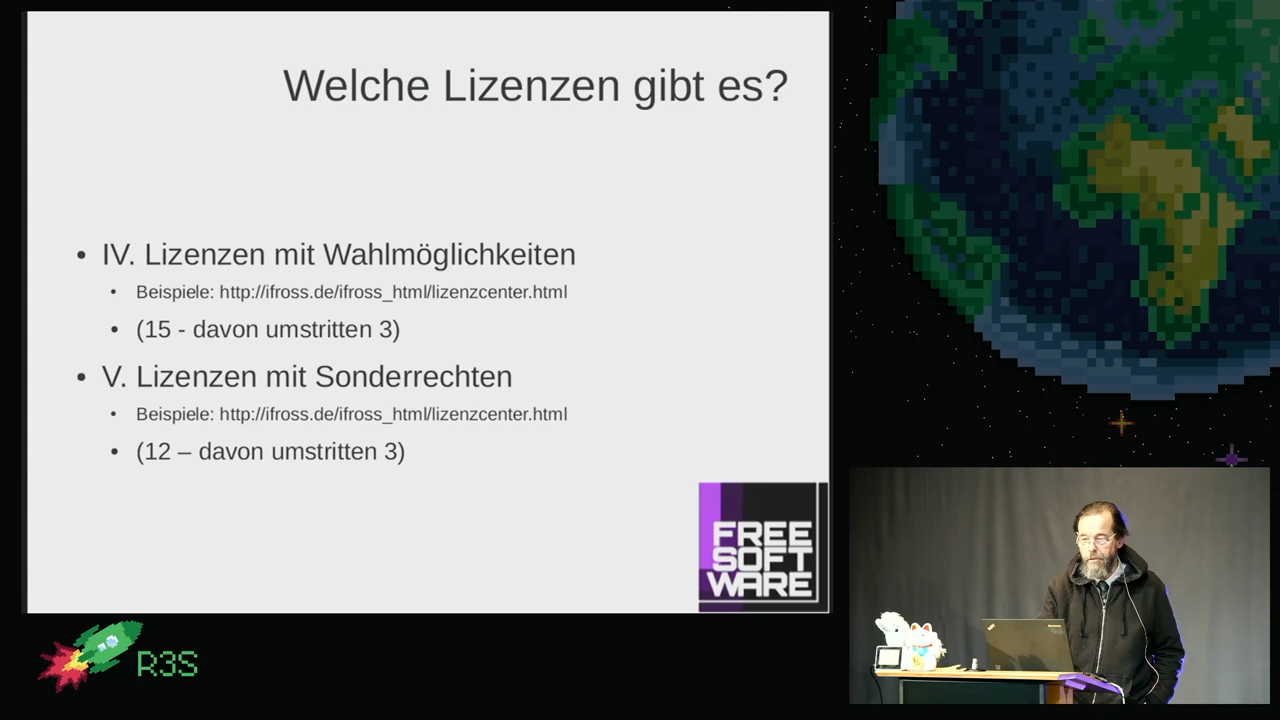 Welche Lizenzen gibt es?
• IV. Lizenzen mit Wahlmöglichkeiten
• Beispiele: http://ifross.de/ifross_html/lizenzcenter.html
• (15 - davon umstritten 3)
• V. Lizenzen mit Sonderrechten
• Beispiele: http://ifross.de/ifross_html/lizenzcenter.html
• (12 – davon umstritten 3)
FREE
SOFT
WARE
R3S